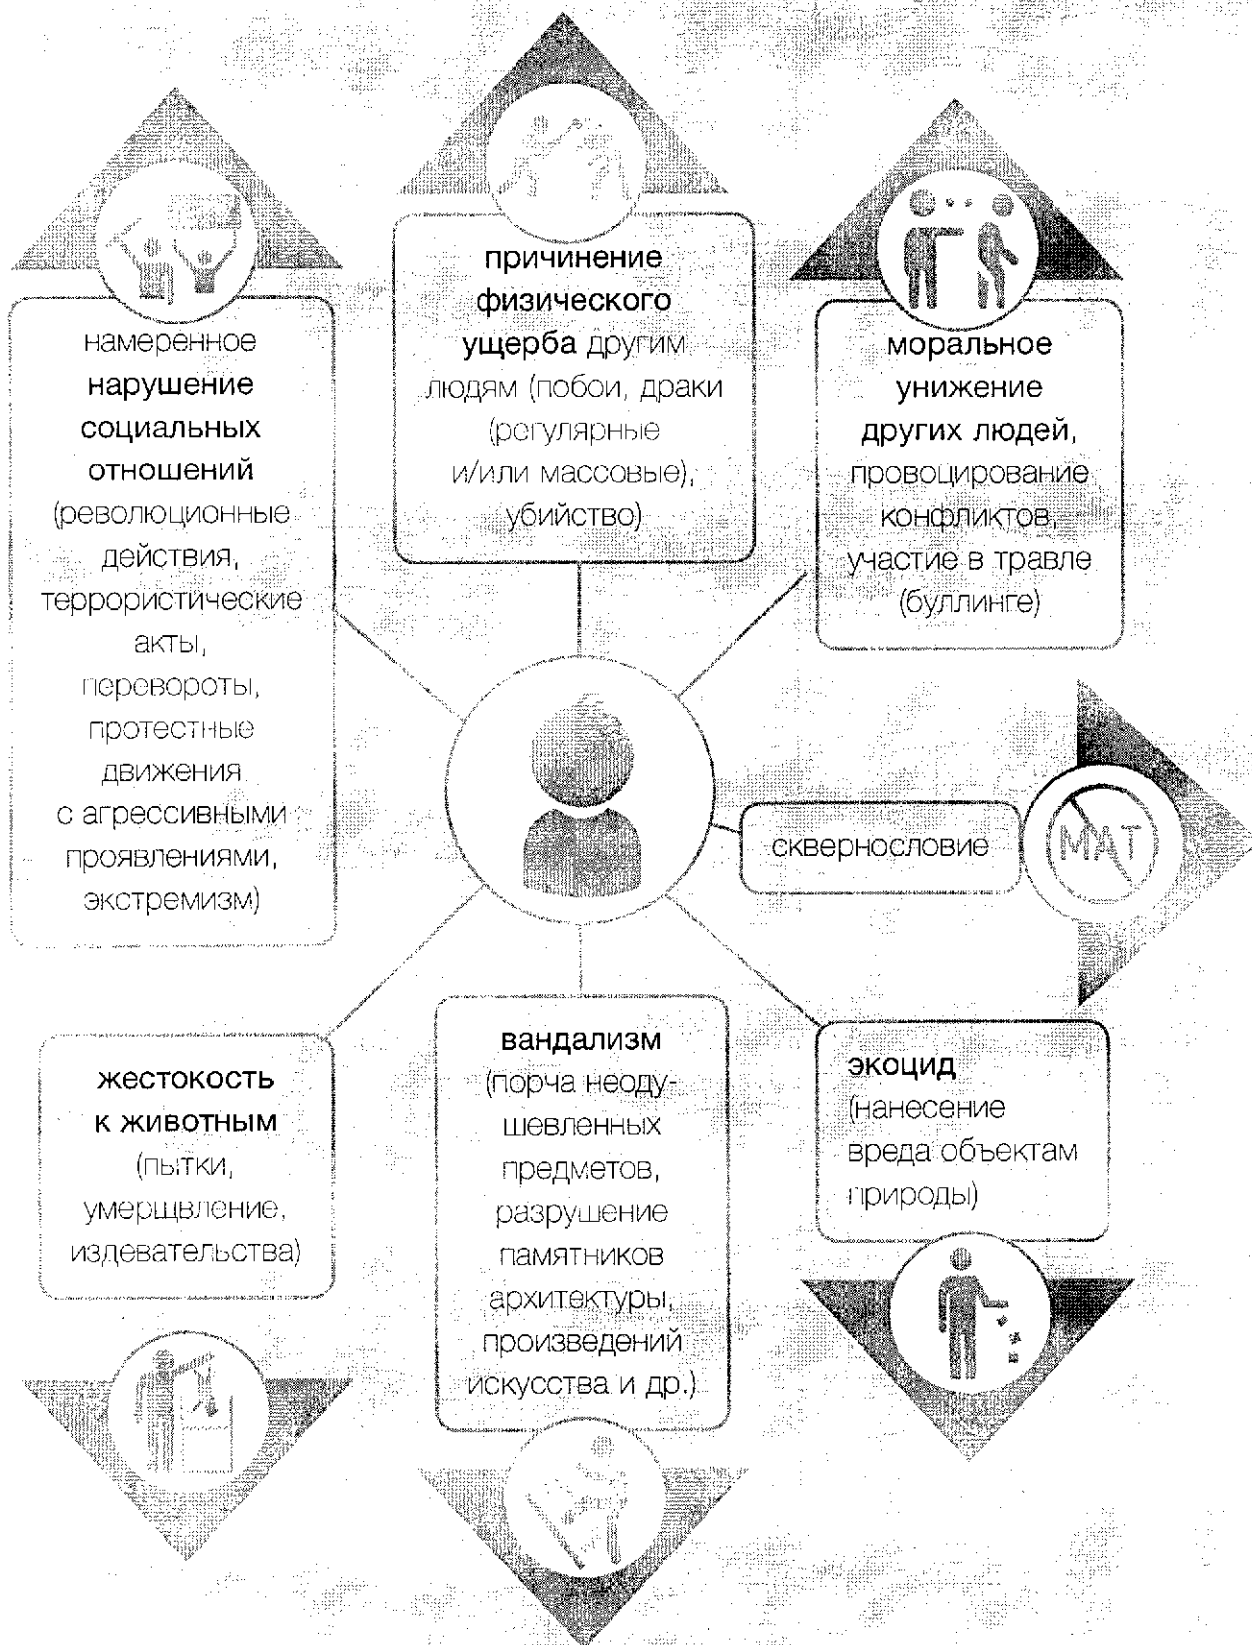 намеренное
нарушение
социальных
отношений
(революционные
действия,
террористические
акты,
перевороты,
протестные
движения
с агрессивными
проявлениями,
экстремизм)
причинение
физического
ущерба другим
людям (побои, драки
(регулярные
и/или массовые),
убийство)
моральное
унижение
других людей,
провоцирование
конфликтов,
участие в травле
(буллинге)
сквернословие
МАТ
жестокость
к животным
(пытки,
умерщвление,
издевательства)
вандализм
(порча неоду-
шевленных
предметов,
разрушение
памятников
архитектуры,
произведений
искусства и др.)
экоцид
(нанесение
вреда объектам
природы)